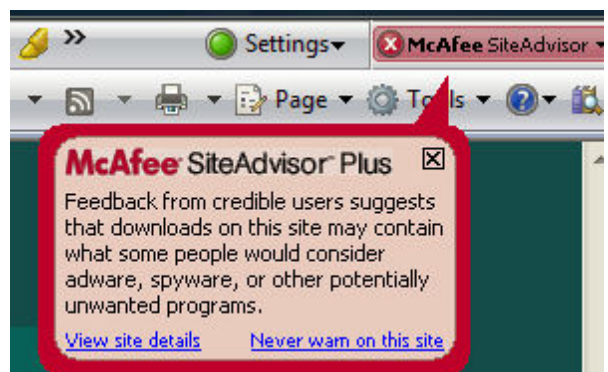 » Settings McAfee SiteAdvisor
Page Tools
McAfee SiteAdvisor Plus
Feedback from credible users suggests
that downloads on this site may contain
what some people would consider
adware, spyware, or other potentially
unwanted programs.
View site details Never warn on this site